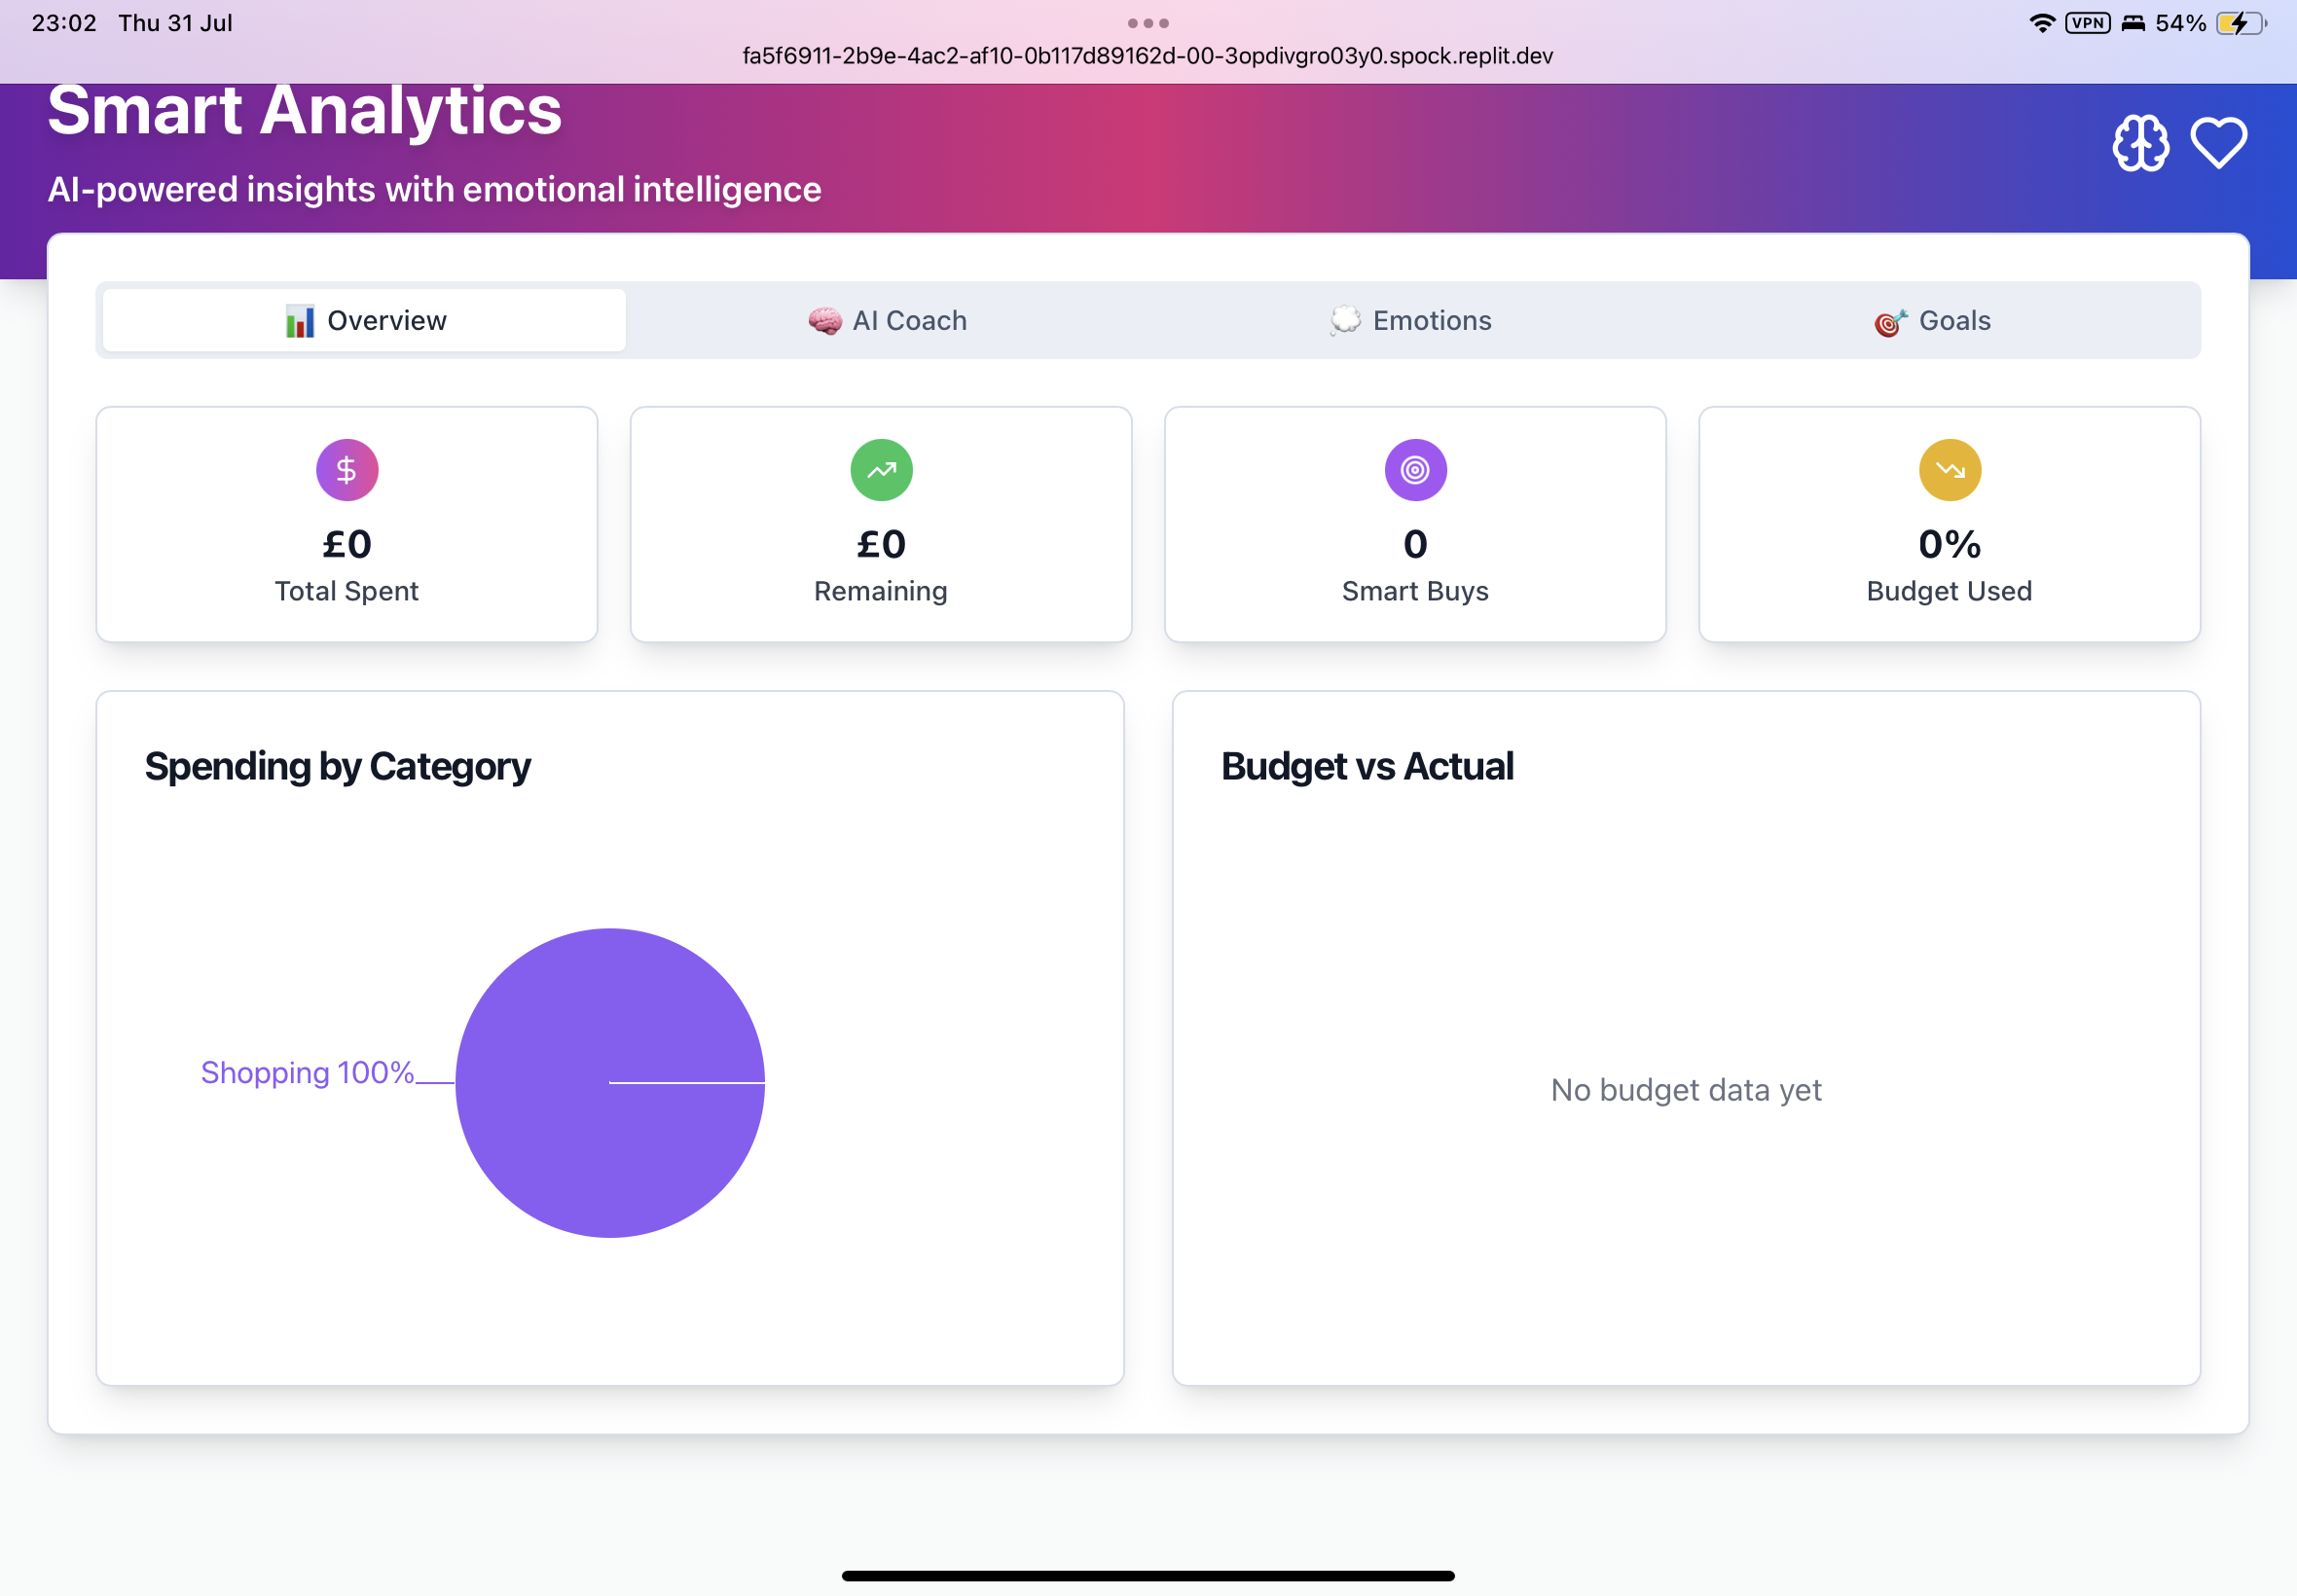 23:02 Thu 31 Jul
VPN 54%
fa5f6911-2b9e-4ac2-af10-0b117d89162d-00-3opdivgro03y0.spock.replit.dev
Smart Analytics
AI-powered insights with emotional intelligence
Overview
AI Coach
Emotions
Goals
$
£0
Total Spent
£0
Remaining
0
Smart Buys
0%
Budget Used
Spending by Category
Shopping 100%
Budget vs Actual
No budget data yet